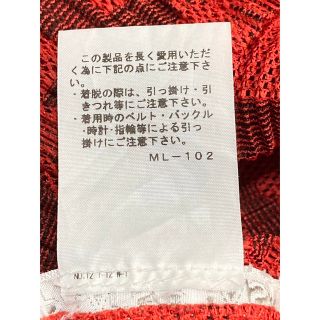 この製品を長く愛用いただ
く為に下記の点にご注意下さい。
・着脱の際は、引っ掛け・引
きつれ等にご注意下さい。
・着用時のベルト・バックル
・時計・指輪等による引っ
掛けにご注意下さい
ML-102